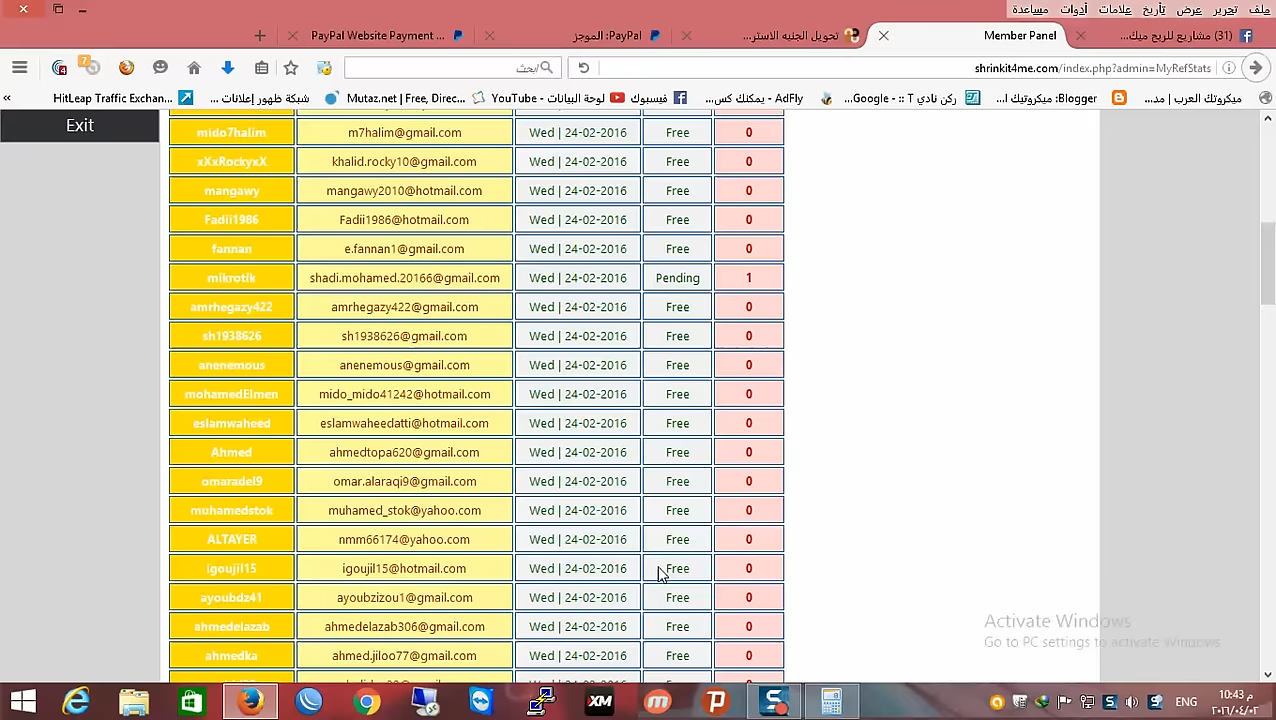 ملف تحرير عرض تأريخ علامات أدوات مساعدة
(31) مشاريع للربح ميك...
Member Panel
تحويل الجنيه الاستر...
PayPal: الموجز
PayPal Website Payment ...
shrinkit4me.com/index.php?admin=MyRefStats
ابحث
ميكروتك العرب | مد...
Blogger: ميكروتيك ا...
ركن نادي Google - :: T...
AdFly - يمكنك كس...
فيسبوك
لوحة البيانات - YouTube
Mutaz.net | Free, Direc...
شبكة ظهور إعلانات ...
HitLeap Traffic Exchan...
Exit
mido7halim m7halim@gmail.com Wed | 24-02-2016 Free 0
xXxRockyxX khalid.rocky10@gmail.com Wed | 24-02-2016 Free 0
mangawy mangawy2010@hotmail.com Wed | 24-02-2016 Free 0
Fadii1986 Fadii1986@hotmail.com Wed | 24-02-2016 Free 0
fannan e.fannan1@gmail.com Wed | 24-02-2016 Free 0
mikrotik shadi.mohamed.20166@gmail.com Wed | 24-02-2016 Pending 1
amrhegazy422 amrhegazy422@gmail.com Wed | 24-02-2016 Free 0
sh1938626 sh1938626@gmail.com Wed | 24-02-2016 Free 0
anenemous anenemous@gmail.com Wed | 24-02-2016 Free 0
mohamedElmen mido_mido41242@hotmail.com Wed | 24-02-2016 Free 0
eslamwaheed eslamwaheedatti@hotmail.com Wed | 24-02-2016 Free 0
Ahmed ahmedtopa620@gmail.com Wed | 24-02-2016 Free 0
omaradel9 omar.alaraqi9@gmail.com Wed | 24-02-2016 Free 0
muhamedstok muhamed_stok@yahoo.com Wed | 24-02-2016 Free 0
ALTAYER nmm66174@yahoo.com Wed | 24-02-2016 Free 0
igoujil15 igoujil15@hotmail.com Wed | 24-02-2016 Free 0
ayoubdz41 ayoubzizou1@gmail.com Wed | 24-02-2016 Free 0
ahmedelazab ahmedelazab306@gmail.com Wed | 24-02-2016 Free 0
ahmedka ahmed.jiloo77@gmail.com Wed | 24-02-2016 Free 0
Activate Windows
Go to PC settings to activate Windows
ENG
10:43 م
٢٠١٦/٠٤/٠٢